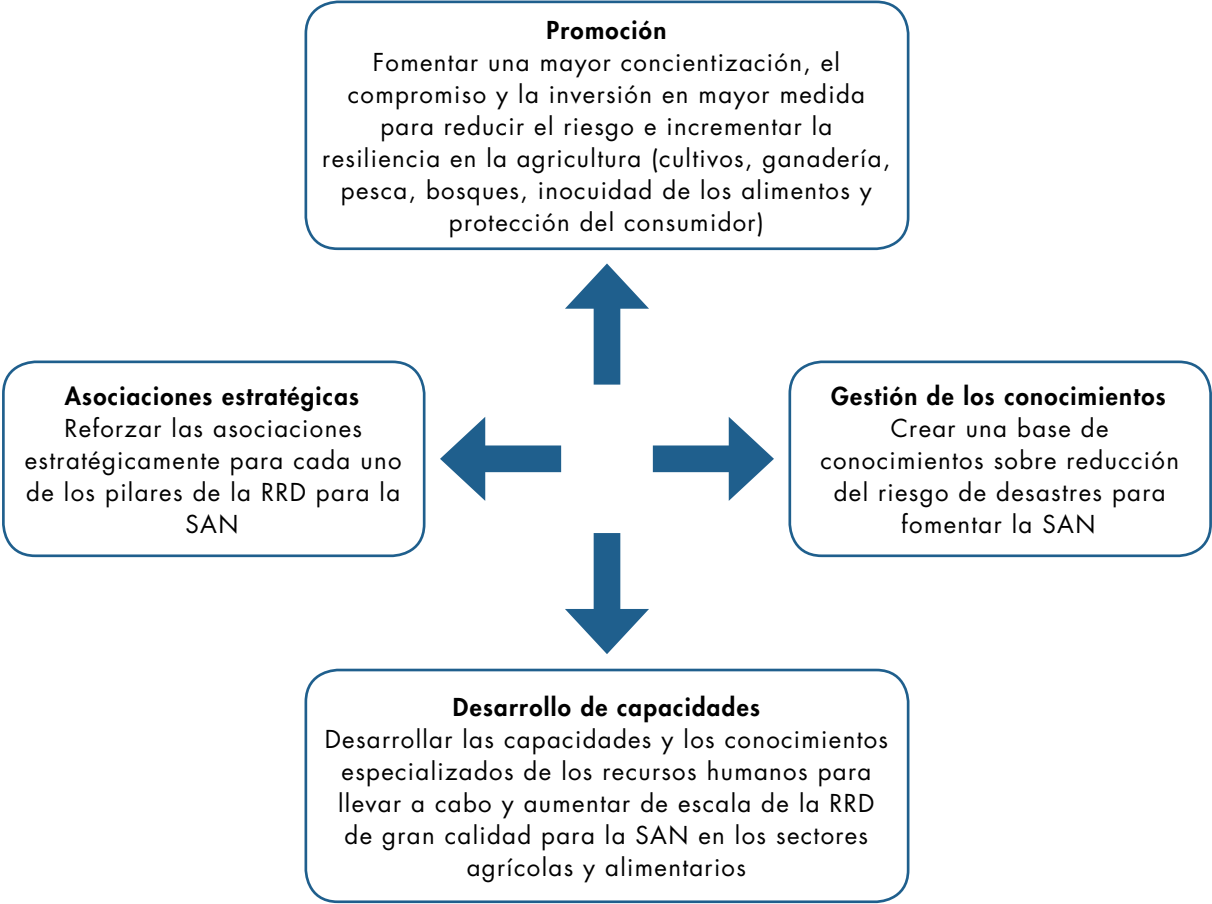 Promoción
Fomentar una mayor concientización, el
compromiso y la inversión en mayor medida
para reducir el riesgo e incrementar la
resiliencia en la agricultura (cultivos, ganadería,
pesca, bosques, inocuidad de los alimentos y
protección del consumidor)
Asociaciones estratégicas
Reforzar las asociaciones
estratégicamente para cada uno
de los pilares de la RRD para la
SAN
Gestión de los conocimientos
Crear una base de
conocimientos sobre reducción
del riesgo de desastres para
fomentar la SAN
Desarrollo de capacidades
Desarrollar las capacidades y los conocimientos
especializados de los recursos humanos para
llevar a cabo y aumentar de escala de la RRD
de gran calidad para la SAN en los sectores
agrícolas y alimentarios